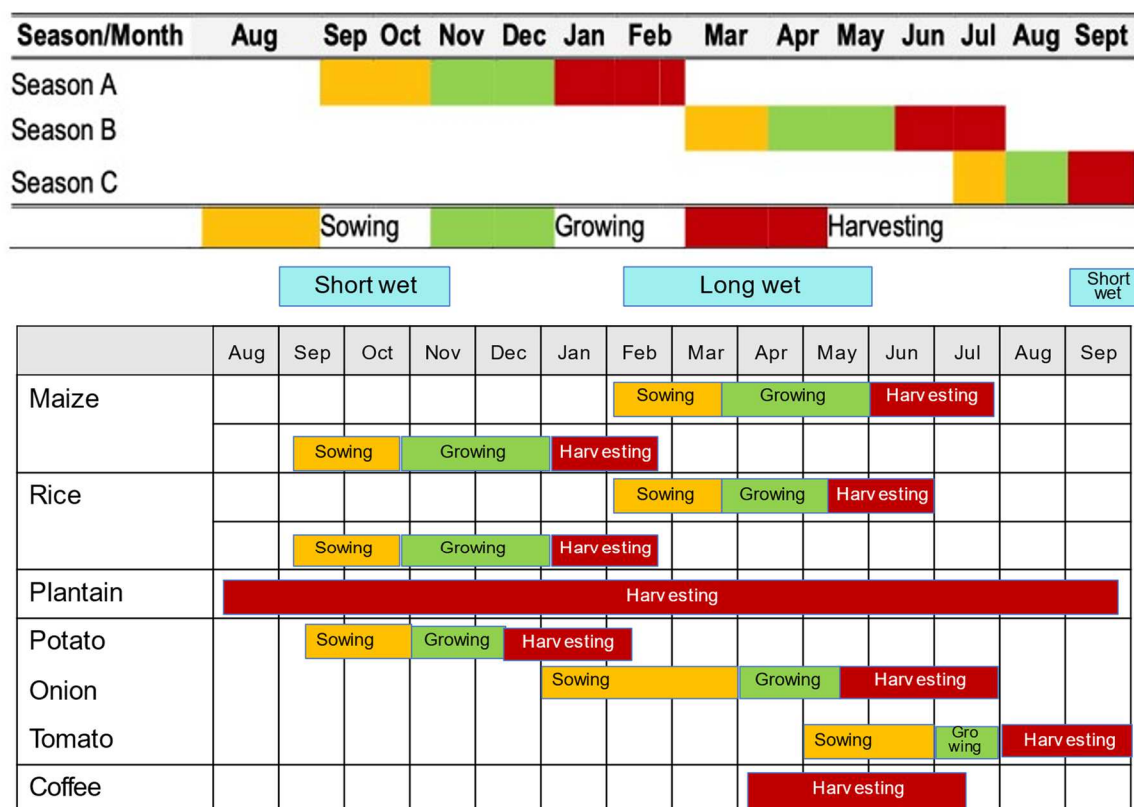 Season/Month Aug Sep Oct Nov Dec Jan Feb Mar Apr May Jun Jul Aug Sept
Season A
Season B
Season C
Sowing Growing Harvesting
Short wet Long wet Short wet
Aug Sep Oct Nov Dec Jan Feb Mar Apr May Jun Jul Aug Sep
Maize Sowing Growing Harvesting
Sowing Growing Harvesting
Rice Sowing Growing Harvesting
Sowing Growing Harvesting
Plantain Harvesting
Potato Sowing Growing Harvesting
Onion Sowing Growing Harvesting
Tomato Sowing Gro wing Harvesting
Coffee Harvesting